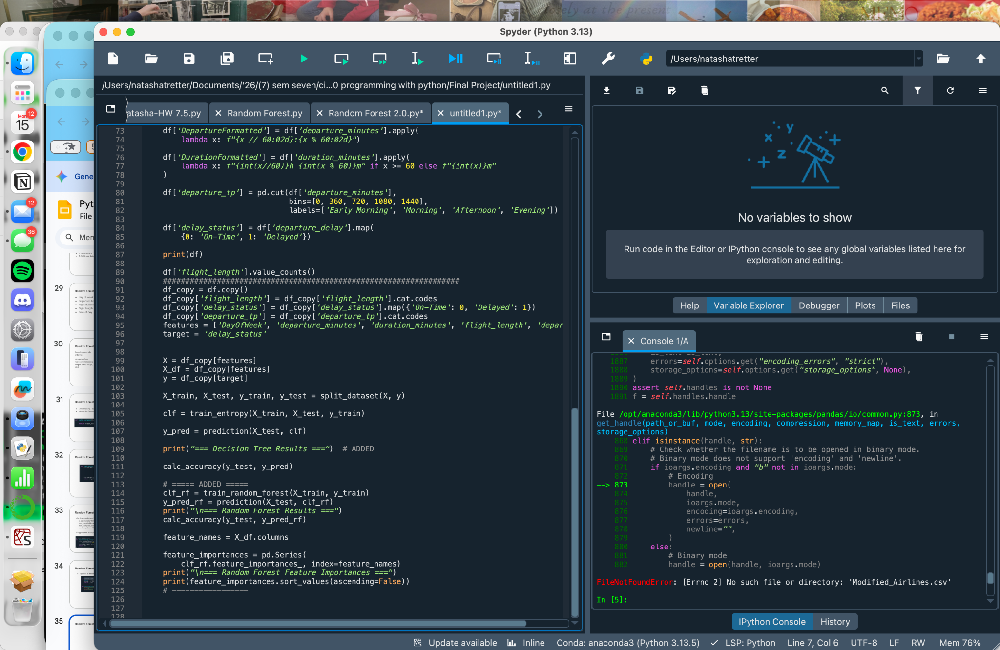 closely at the present
MEMO
Spyder (Python 3.13)
/Users/natashatretter
/Users/natashatretter/Documents/'26/(7) sem seven/ci...0 programming with python/Final Project/untitled1.py
atasha-HW 7.5.py
Random Forest.py
Random Forest 2.0.py*
untitled1.py*
73 df['DepartureFormatted'] = df['departure_minutes'].apply(
74 lambda x: f"{x // 60:02d}:{x % 60:02d}")
75
76 df['DurationFormatted'] = df['duration_minutes'].apply(
77 lambda x: f"{int(x//60)}h {int(x % 60)}m" if x >= 60 else f"{int(x)}m"
78 )
79
80 df['departure_tp'] = pd.cut(df['departure_minutes'],
81 bins=[0, 360, 720, 1080, 1440],
82 labels=['Early Morning', 'Morning', 'Afternoon', 'Evening'])
83
84 df['delay_status'] = df['departure_delay'].map(
85 {0: 'On-Time', 1: 'Delayed'})
86
87 print(df)
88
89 df['flight_length'].value_counts()
90 ##################################################################
91 df_copy = df.copy()
92 df_copy['flight_length'] = df_copy['flight_length'].cat.codes
93 df_copy['delay_status'] = df_copy['delay_status'].map({'On-Time': 0, 'Delayed': 1})
94 df_copy['departure_tp'] = df_copy['departure_tp'].cat.codes
95 features = ['DayOfWeek', 'departure_minutes', 'duration_minutes', 'flight_length', 'depar
96 target = 'delay_status'
97
98
99 X = df_copy[features]
100 X_df = df_copy[features]
101 y = df_copy[target]
102
103 X_train, X_test, y_train, y_test = split_dataset(X, y)
104
105 clf = train_entropy(X_train, X_test, y_train)
106
107 y_pred = prediction(X_test, clf)
108
109 print("=== Decision Tree Results ===")  # ADDED
110
111 calc_accuracy(y_test, y_pred)
112
113 # ===== ADDED =====
114 clf_rf = train_random_forest(X_train, y_train)
115 y_pred_rf = prediction(X_test, clf_rf)
116 print("\n=== Random Forest Results ===")
117 calc_accuracy(y_test, y_pred_rf)
118
119 feature_names = X_df.columns
120
121 feature_importances = pd.Series(
122 clf_rf.feature_importances_, index=feature_names)
123 print("\n=== Random Forest Feature Importances ===")
124 print(feature_importances.sort_values(ascending=False))
125 # -----------------
126
127
128
No variables to show
Run code in the Editor or IPython console to see any global variables listed here for
exploration and editing.
Help
Variable Explorer
Debugger
Plots
Files
Console 1/A
1887 errors=self.options.get("encoding_errors", "strict"),
1888 storage_options=self.options.get("storage_options", None),
1889 )
1890 assert self.handles is not None
1891 f = self.handles.handle
File /opt/anaconda3/lib/python3.13/site-packages/pandas/io/common.py:873, in
get_handle(path_or_buf, mode, encoding, compression, memory_map, is_text, errors,
storage_options)
868 elif isinstance(handle, str):
869 # Check whether the filename is to be opened in binary mode.
870 # Binary mode does not support 'encoding' and 'newline'.
871 if ioargs.encoding and "b" not in ioargs.mode:
872 # Encoding
--> 873 handle = open(
874 handle,
875 ioargs.mode,
876 encoding=ioargs.encoding,
877 errors=errors,
878 newline="",
879 )
880 else:
881 # Binary mode
882 handle = open(handle, ioargs.mode)
FileNotFoundError: [Errno 2] No such file or directory: 'Modified_Airlines.csv'
In [5]:
IPython Console
History
Update available
Inline
Conda: anaconda3 (Python 3.13.5)
LSP: Python
Line 7, Col 6
UTF-8
LF
RW
Mem 76%
Mon
15
12
12
36
Gene
Pyt
File
Men
29
Random Forest
30
Random Forest
31
Random Forest
32
Random Forest
33
Random Forest
34
Random Forest
35
Random Forest